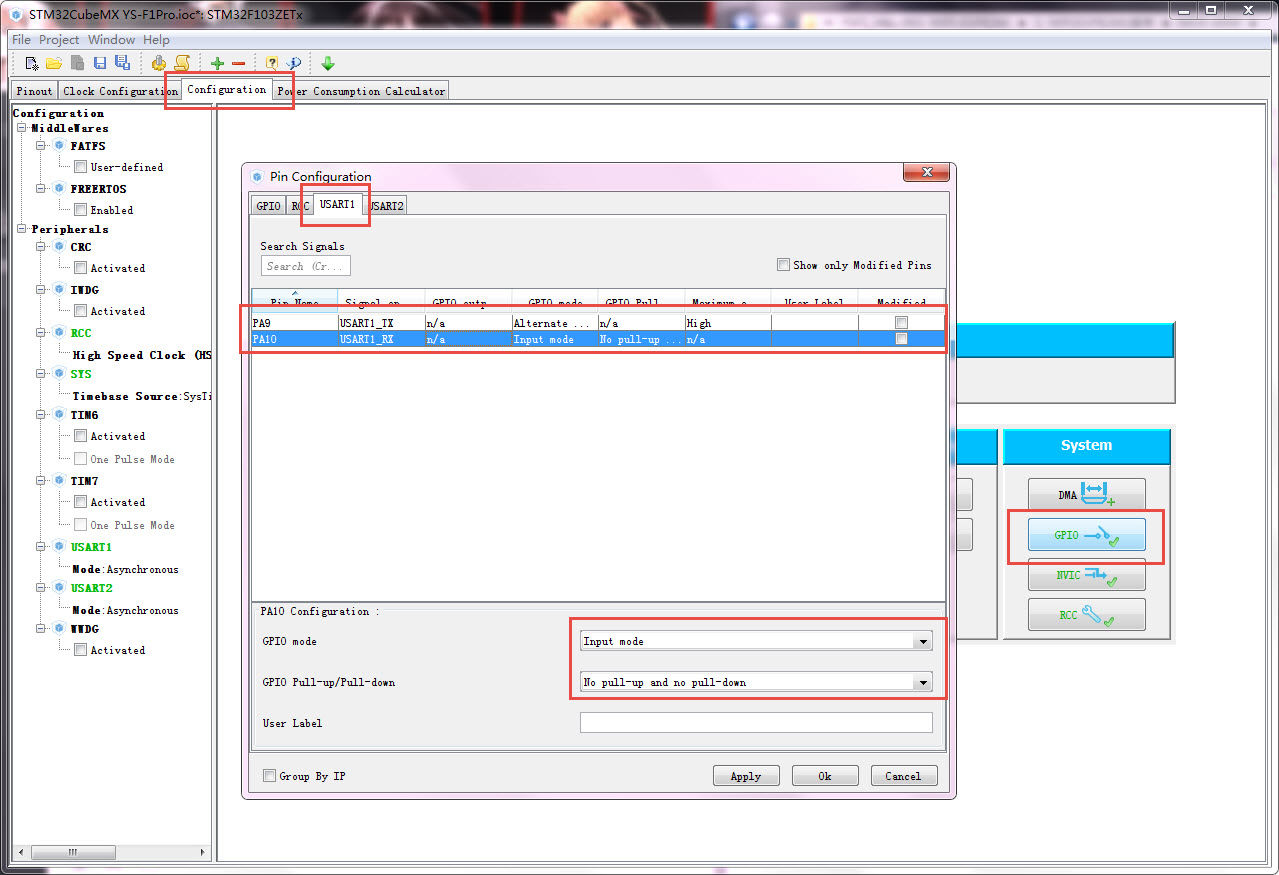 STM32CubeMX YS-F1Pro.ioc*: STM32F103ZETx
File Project Window Help
Pinout Clock Configuration Configuration Power Consumption Calculator
Configuration
MiddleWares
FATFS
User-defined
FREERTOS
Enabled
Peripherals
CRC
Activated
IWDG
Activated
RCC
High Speed Clock (HS
SYS
Timebase Source:SysTi
TIM6
Activated
One Pulse Mode
TIM7
Activated
One Pulse Mode
USART1
Mode:Asynchronous
USART2
Mode:Asynchronous
WWDG
Activated
Pin Configuration
GPIO RCC USART1 USART2
Search Signals
Search (Cr...
Show only Modified Pins
Pin Name Signal on GPIO outp GPIO mode GPIO Pull Maximum o User Label Modified
PA9 USART1_TX n/a Alternate ... n/a High
PA10 USART1_RX n/a Input mode No pull-up ... n/a
PA10 Configuration :
GPIO mode Input mode
GPIO Pull-up/Pull-down No pull-up and no pull-down
User Label
Group By IP
Apply Ok Cancel
System
DMA
GPIO
NVIC
RCC